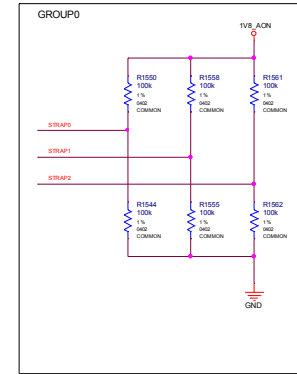 GROUP0
1V8_AON
R1550
100k
1 %
0402
COMMON
R1558
100k
1 %
0402
COMMON
R1561
100k
1 %
0402
COMMON
STRAP0
STRAP1
STRAP2
R1544
100k
1 %
0402
COMMON
R1555
100k
1 %
0402
COMMON
R1562
100k
1 %
0402
COMMON
GND